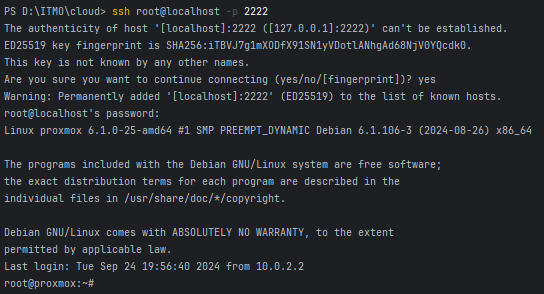 PS D:\ITMO\cloud> ssh root@localhost -p 2222
The authenticity of host '[localhost]:2222 ([127.0.0.1]:2222)' can't be established.
ED25519 key fingerprint is SHA256:iTBVJ7g1mXODfX91SN1yVDotlANhgAd68NjV0YQcdk0.
This key is not known by any other names.
Are you sure you want to continue connecting (yes/no/[fingerprint])? yes
Warning: Permanently added '[localhost]:2222' (ED25519) to the list of known hosts.
root@localhost's password:
Linux proxmox 6.1.0-25-amd64 #1 SMP PREEMPT_DYNAMIC Debian 6.1.106-3 (2024-08-26) x86_64
The programs included with the Debian GNU/Linux system are free software;
the exact distribution terms for each program are described in the
individual files in /usr/share/doc/*/copyright.
Debian GNU/Linux comes with ABSOLUTELY NO WARRANTY, to the extent
permitted by applicable law.
Last login: Tue Sep 24 19:56:40 2024 from 10.0.2.2
root@proxmox:~#